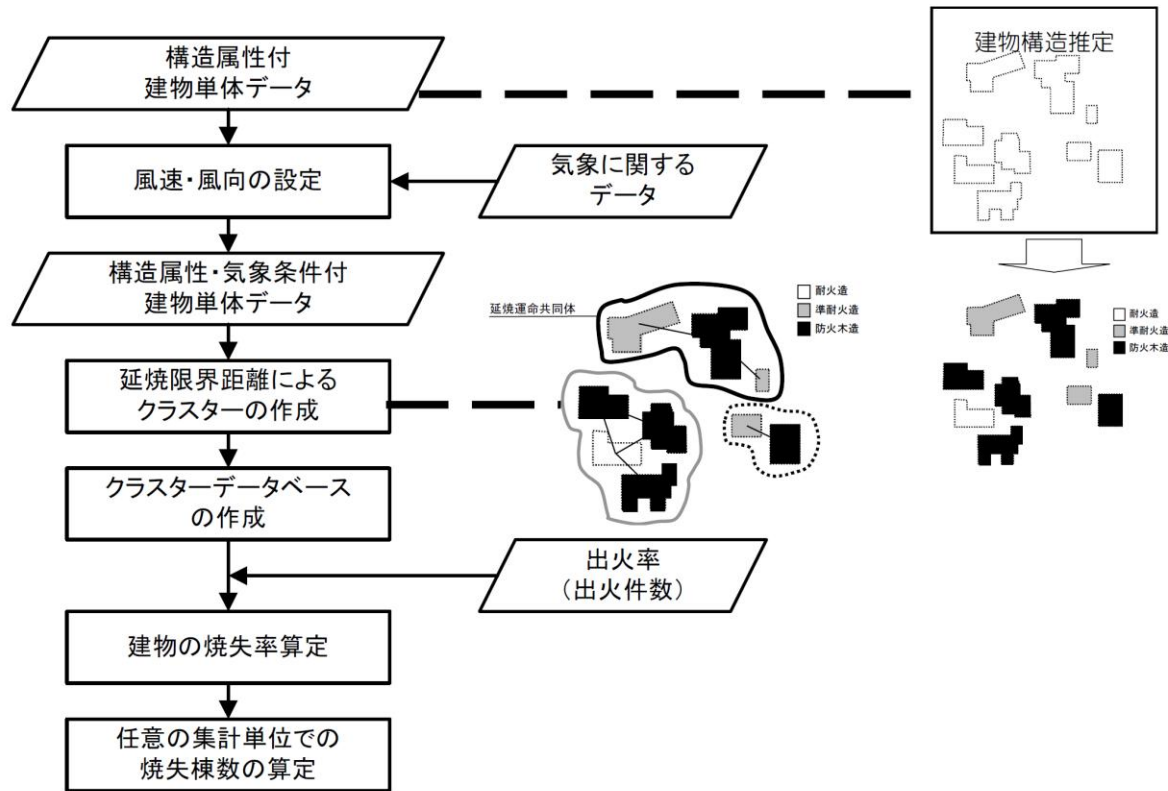 構造属性付
建物単体データ
風速・風向の設定
気象に関する
データ
構造属性・気象条件付
建物単体データ
延焼限界距離による
クラスターの作成
クラスターデータベース
の作成
出火率
（出火件数）
建物の焼失率算定
任意の集計単位での
焼失棟数の算定
延焼運命共同体
耐火造
準耐火造
防火木造
建物構造推定
耐火造
準耐火造
防火木造